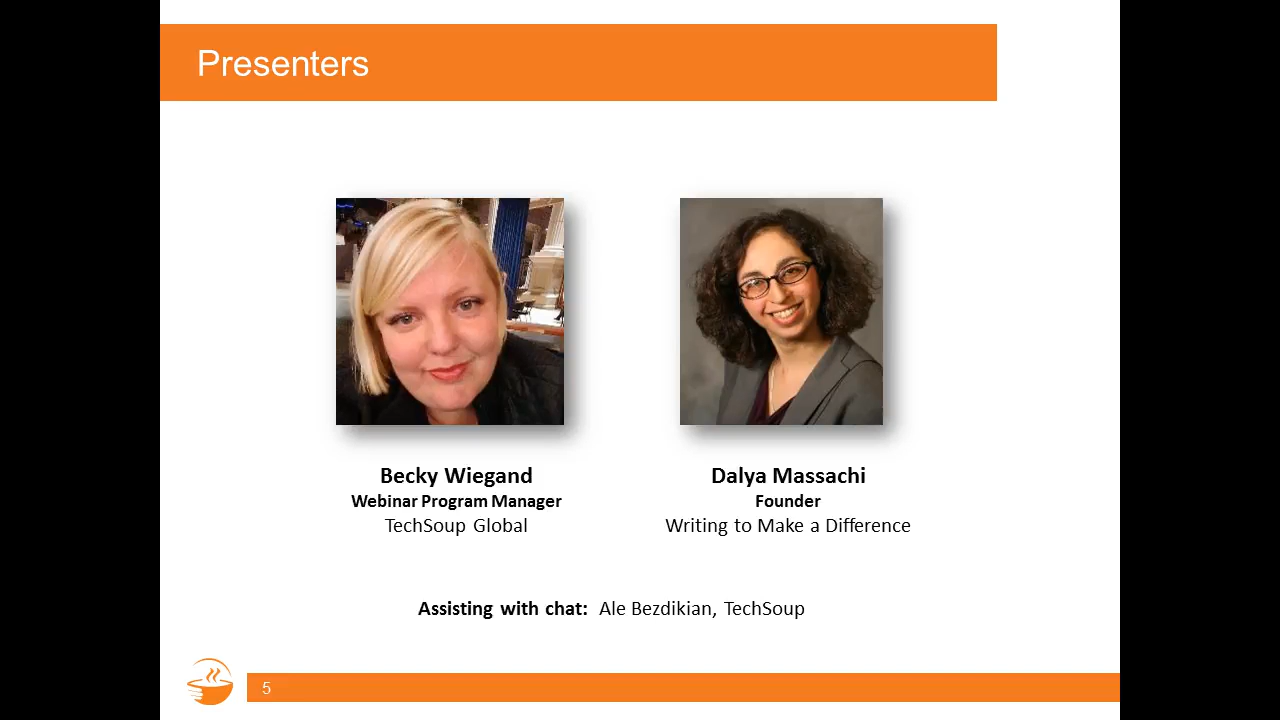 Presenters
Becky Wiegand
Webinar Program Manager
TechSoup Global
Dalya Massachi
Founder
Writing to Make a Difference
Assisting with chat: Ale Bezdikian, TechSoup
5